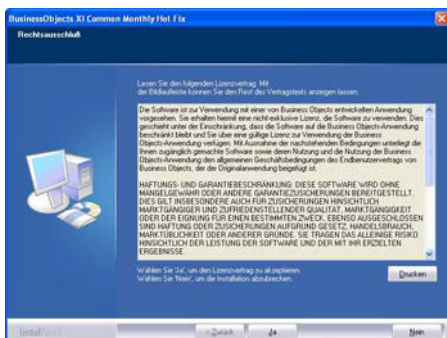 BusinessObjects XI Common Monthly Hot Fix
Rechtsausschluß
Lesen Sie den folgenden Lizenzvertrag. Mit
der Bildlaufleiste können Sie den Rest des Vertragstexts anzeigen lassen.
Die Software ist zur Verwendung mit einer von Business Objects entwickelten Anwendung
vorgesehen. Sie erhalten hiermit eine nicht-exklusive Lizenz, die Software zu verwenden. Dies
geschieht unter der Einschränkung, dass die Software auf die Business Objects-Anwendung
beschränkt bleibt und Sie über eine gültige Lizenz zur Verwendung der Business
Objects-Anwendung verfügen. Mit Ausnahme der nachstehenden Bedingungen unterliegt die
Ihnen zugänglich gemachte Software sowie deren Nutzung und die Nutzung der Business
Objects-Anwendung den allgemeinen Geschäftsbedingungen des Endbenutzervertrags von
Business Objects, der der Originalanwendung beigefügt ist.
HAFTUNGS- UND GARANTIEBESCHRÄNKUNG: DIESE SOFTWARE WIRD OHNE
MÄNGELGEWÄHR ODER ANDERE GARANTIEZUSICHERUNGEN BEREITGESTELLT.
DIES GILT INSBESONDERE AUCH FÜR ZUSICHERUNGEN HINSICHTLICH
MARKTGÄNGIGER UND ZUFRIEDENSTELLENDER QUALITÄT, MARKTGÄNGIGKEIT
ODER DER EIGNUNG FÜR EINEN BESTIMMTEN ZWECK. EBENSO AUSGESCHLOSSEN
SIND HAFTUNG ODER ZUSICHERUNGEN AUFGRUND GESETZ, HANDELSBRAUCH,
MARKTÜBLICHKEIT ODER ANDERER GRÜNDE. SIE TRAGEN DAS ALLEINIGE RISIKO
HINSICHTLICH DER LEISTUNG DER SOFTWARE UND DER MIT IHR ERZIELTEN
ERGEBNISSE.
Wählen Sie 'Ja', um den Lizenzvertrag zu akzeptieren.
Wählen Sie 'Nein', um die Installation abzubrechen.
Drucken
InstallShield
< Zurück
Ja
Nein